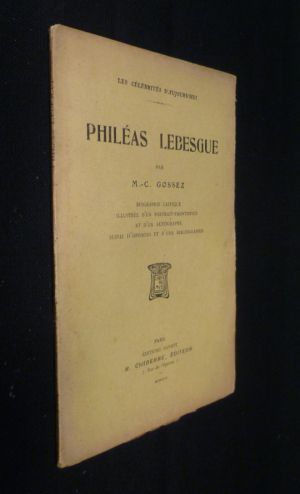 LES CÉLÉBRITÉS D'AUJOURD'HUI
PHILÉAS LEBESGUE
PAR
M.-C. GOSSEZ
BIOGRAPHIE CRITIQUE
ILLUSTRÉE D'UN PORTRAIT-FRONTISPICE
ET D'UN AUTOGRAPHE
SUIVIE D'OPINIONS ET D'UNE BIBLIOGRAPHIE
PARIS
E. CHIBERRE, ÉDITEUR